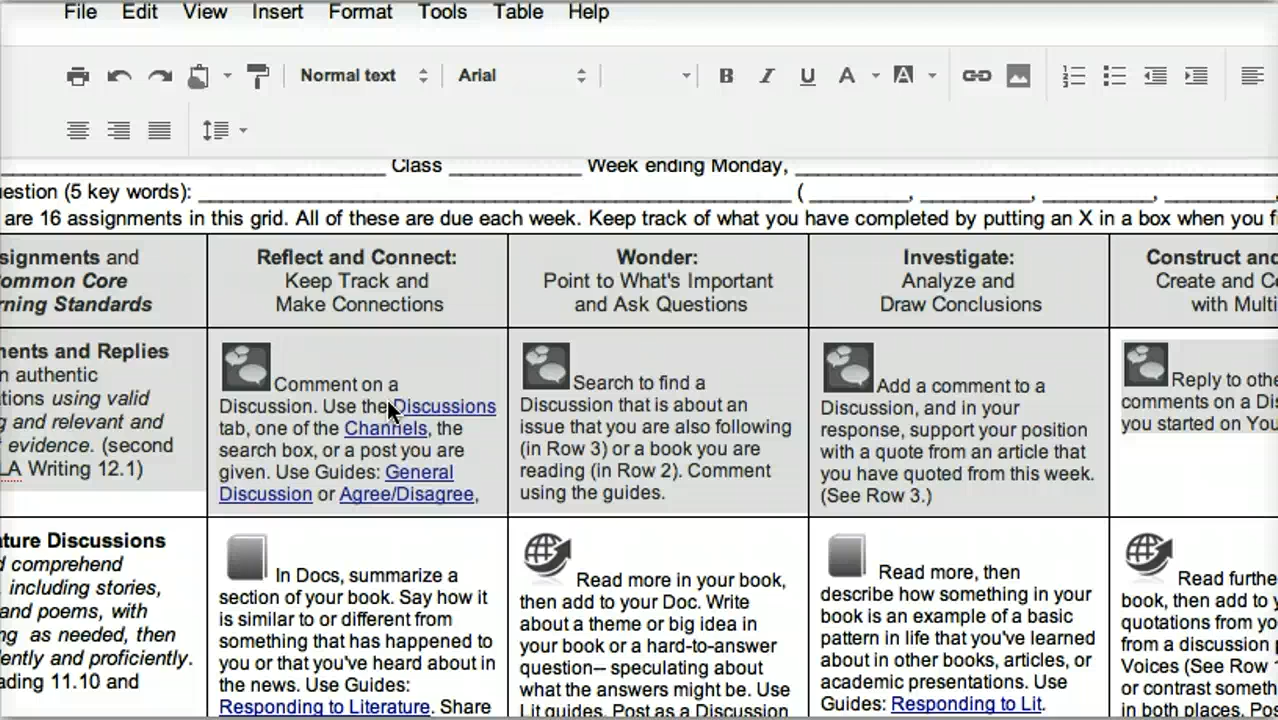 File Edit View Insert Format Tools Table Help
Normal text Arial B I U A A
Class Week ending Monday,
estion (5 key words): ( , , ,
are 16 assignments in this grid. All of these are due each week. Keep track of what you have completed by putting an X in a box when you f
signments and
ommon Core
rning Standards
Reflect and Connect:
Keep Track and
Make Connections
Wonder:
Point to What's Important
and Ask Questions
Investigate:
Analyze and
Draw Conclusions
Construct and
Create and Co
with Multi
ments and Replies
n authentic
tions using valid
g and relevant and
t evidence. (second
LA Writing 12.1)
Comment on a
Discussion. Use the Discussions
tab, one of the Channels, the
search box, or a post you are
given. Use Guides: General
Discussion or Agree/Disagree,
Search to find a
Discussion that is about an
issue that you are also following
(in Row 3) or a book you are
reading (in Row 2). Comment
using the guides.
Add a comment to a
Discussion, and in your
response, support your position
with a quote from an article that
you have quoted from this week.
(See Row 3.)
Reply to othe
comments on a Dis
you started on You
ature Discussions
d comprehend
, including stories,
and poems, with
ng as needed, then
ently and proficiently.
ading 11.10 and
In Docs, summarize a
section of your book. Say how it
is similar to or different from
something that has happened to
you or that you've heard about in
the news. Use Guides:
Responding to Literature. Share
Read more in your book,
then add to your Doc. Write
about a theme or big idea in
your book or a hard-to-answer
question-- speculating about
what the answers might be. Use
Lit guides. Post as a Discussion
Read more, then
describe how something in your
book is an example of a basic
pattern in life that you've learned
about in other books, articles, or
academic presentations. Use
Guides: Responding to Lit.
Read furthe
book, then add to y
quotations from yo
from a discussion p
Voices (See Row 1
or contrast someth
in both places. Pos